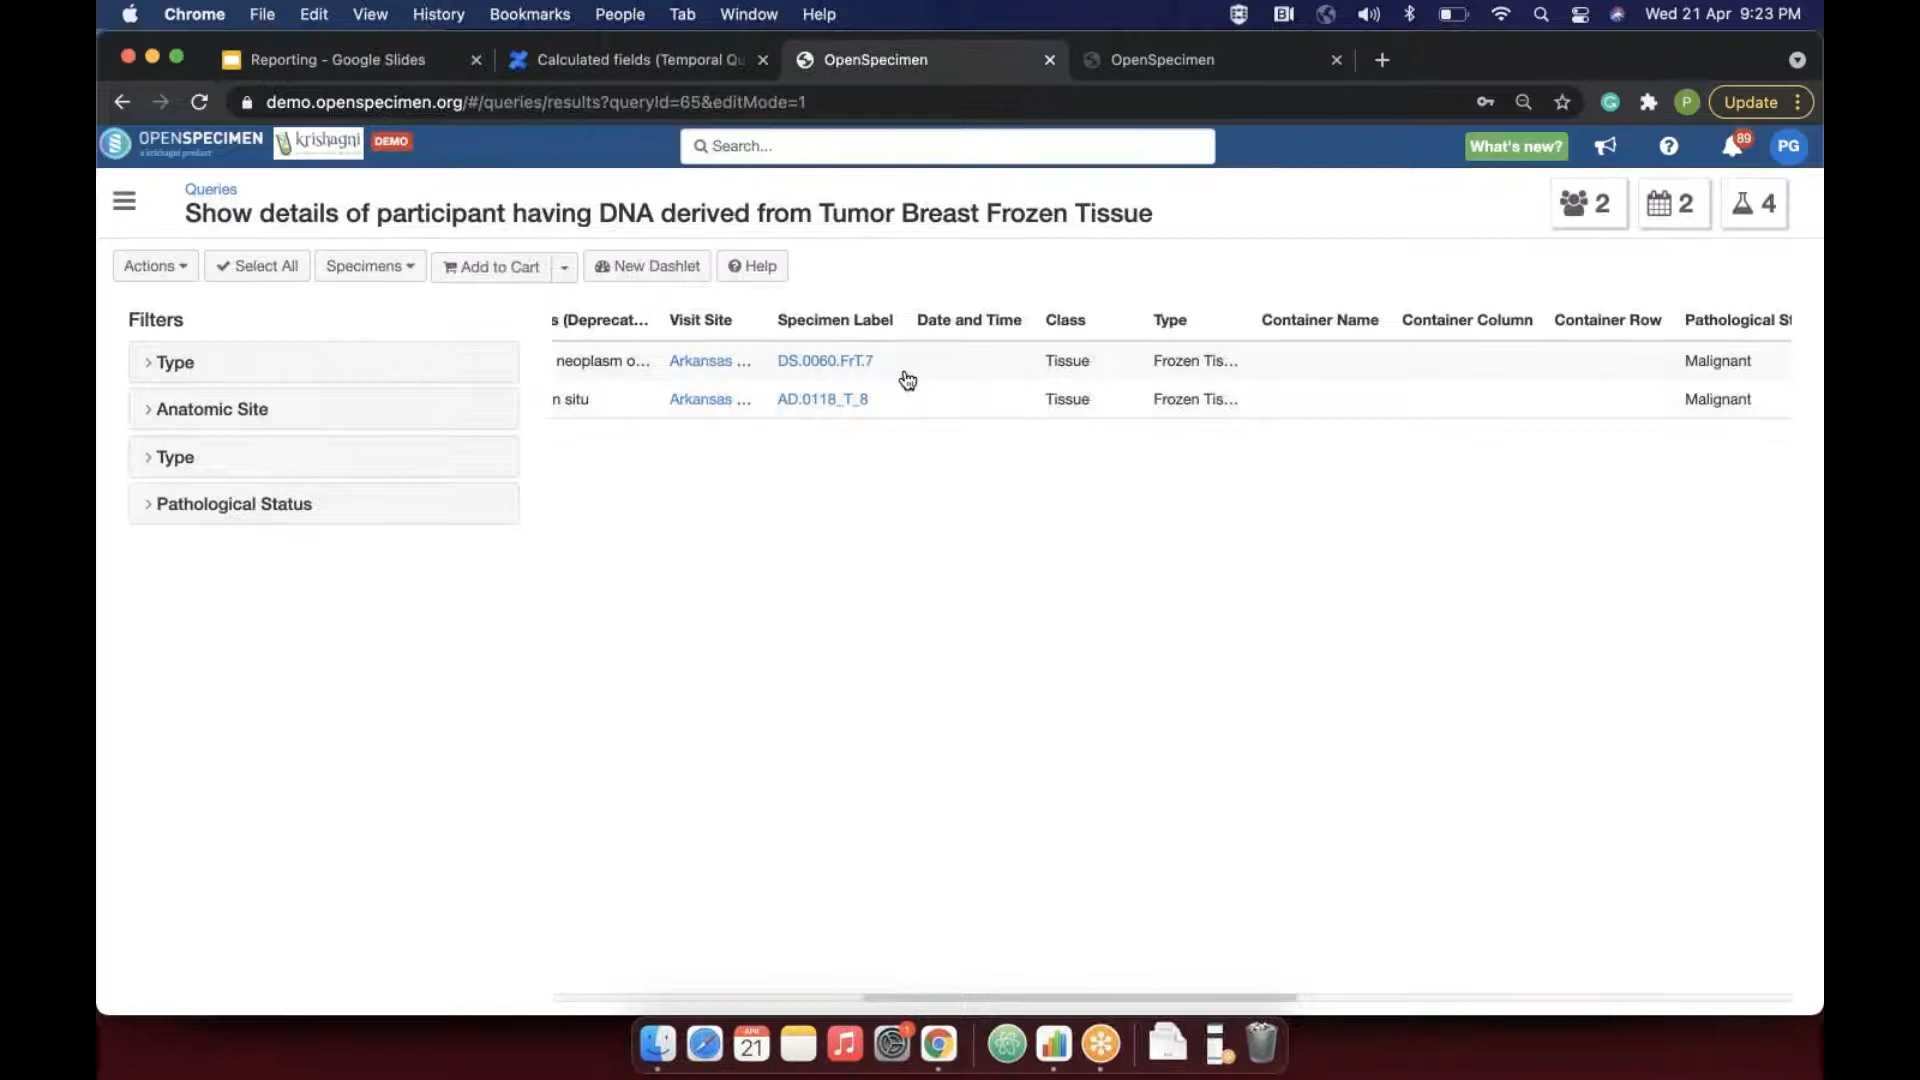 Chrome File Edit View History Bookmarks People Tab Window Help Wed 21 Apr 9:23 PM
Reporting - Google Slides Calculated fields (Temporal Qu OpenSpecimen OpenSpecimen
demo.openspecimen.org/#/queries/results?queryId=65&editMode=1 P Update
OPENSPECIMEN krishagni DEMO Search... What's new? 89 PG
a krishagni product
Queries
Show details of participant having DNA derived from Tumor Breast Frozen Tissue 2 2 4
Actions Select All Specimens Add to Cart New Dashlet Help
Filters
Type
Anatomic Site
Type
Pathological Status
s (Deprecat... Visit Site Specimen Label Date and Time Class Type Container Name Container Column Container Row Pathological St
neoplasm o... Arkansas ... DS.0060.FrT.7 Tissue Frozen Tis... Malignant
n situ Arkansas ... AD.0118_T_8 Tissue Frozen Tis... Malignant
APR
21
1